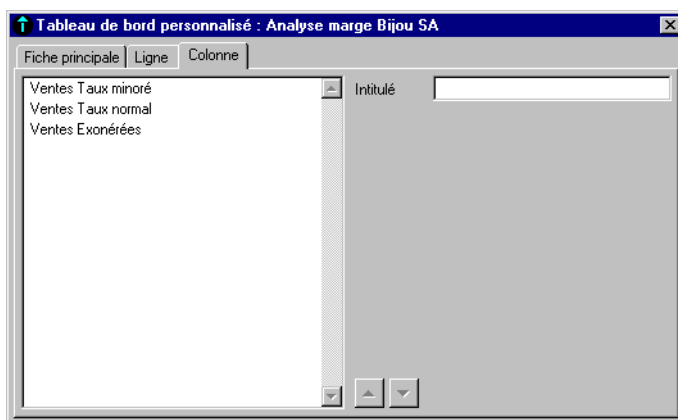 Tableau de bord personnalisé : Analyse marge Bijou SA
Fiche principale Ligne Colonne
Ventes Taux minoré
Intitulé
Ventes Taux normal
Ventes Exonérées